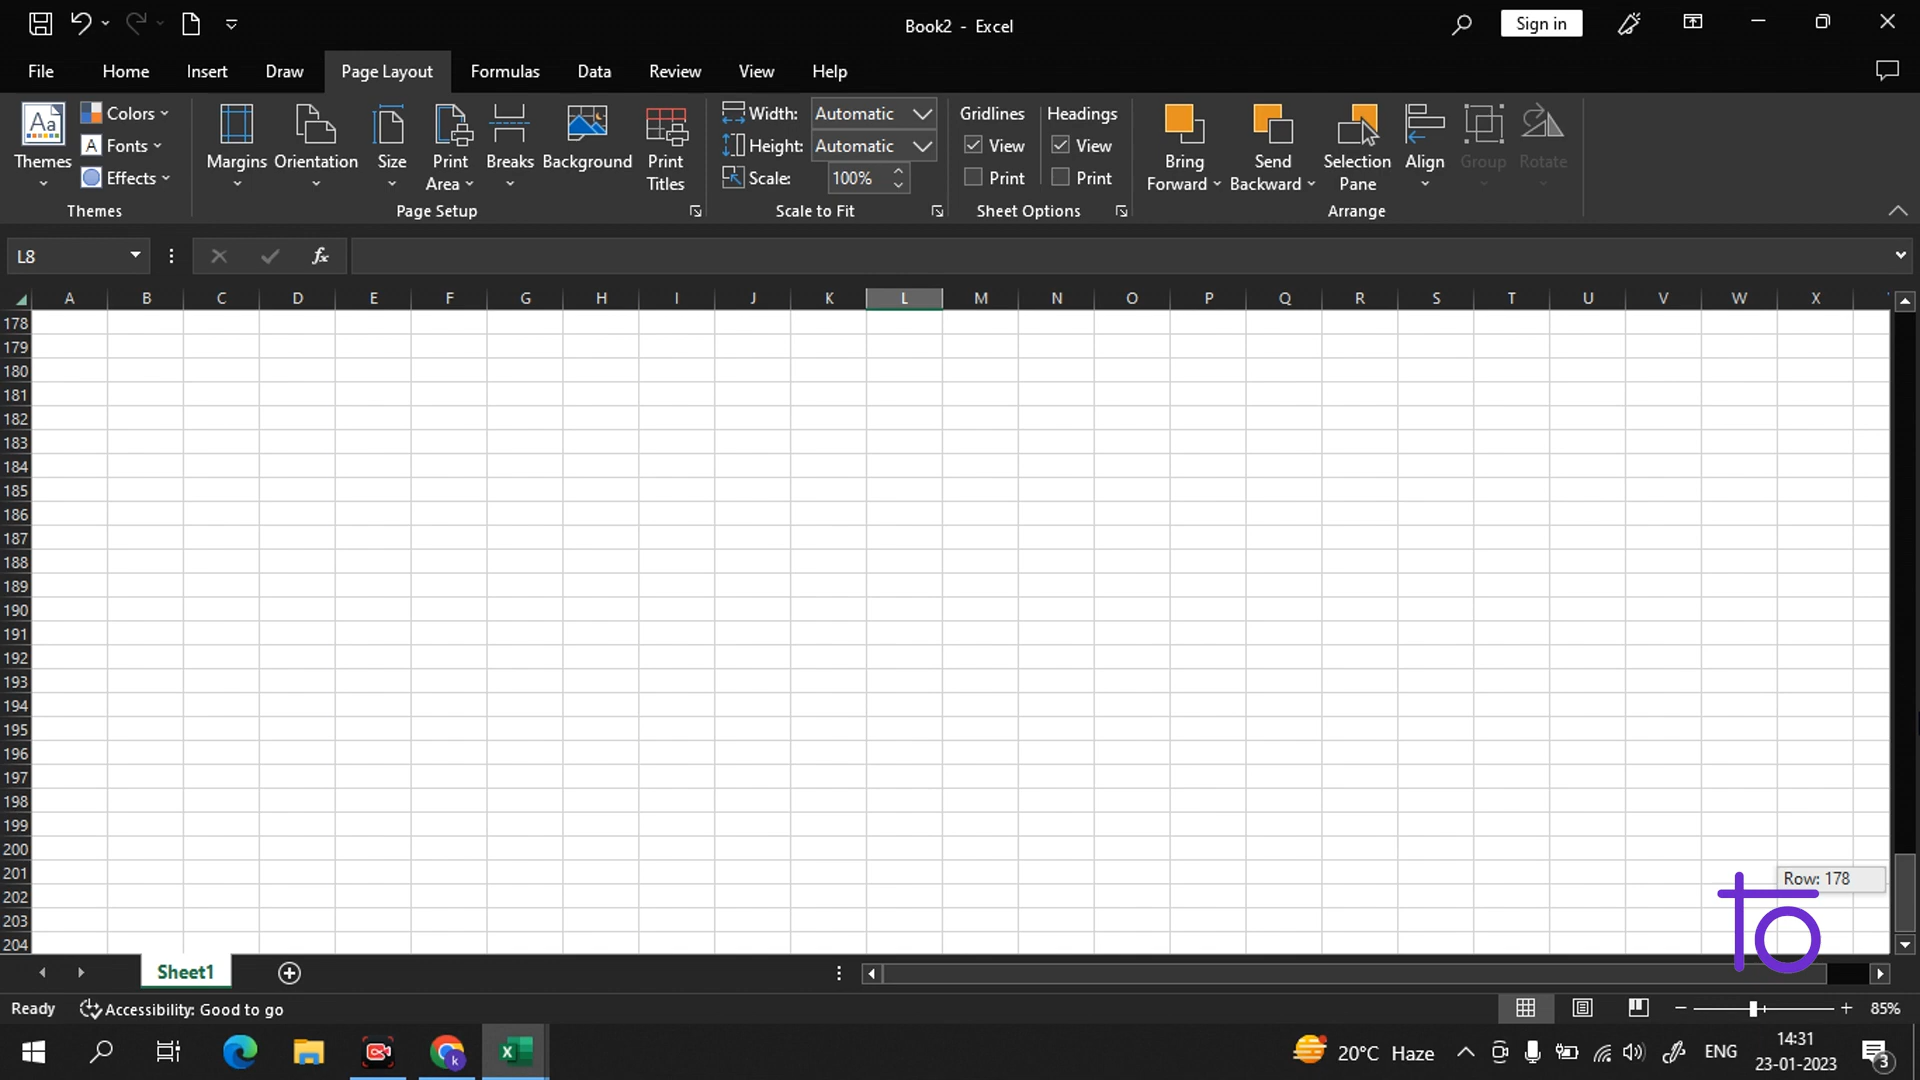 Book2 - Excel
Sign in
File Home Insert Draw Page Layout Formulas Data Review View Help
Aa
Themes
Colors
A Fonts
Effects
Themes
Margins
Orientation
Size
Print
Area
Breaks
Background
Print
Titles
Page Setup
Width: Automatic
Height: Automatic
Scale: 100%
Scale to Fit
Gridlines Headings
View View
Print Print
Sheet Options
Bring
Forward
Send
Backward
Selection
Pane
Align
Group
Rotate
Arrange
L8 fx
A B C D E F G H I J K L M N O P Q R S T U V W X
178
179
180
181
182
183
184
185
186
187
188
189
190
191
192
193
194
195
196
197
198
199
200
201
202
203
204
Row: 178
to
Sheet1
Ready Accessibility: Good to go 85%
k
20°C Haze ENG
14:31
23-01-2023
3